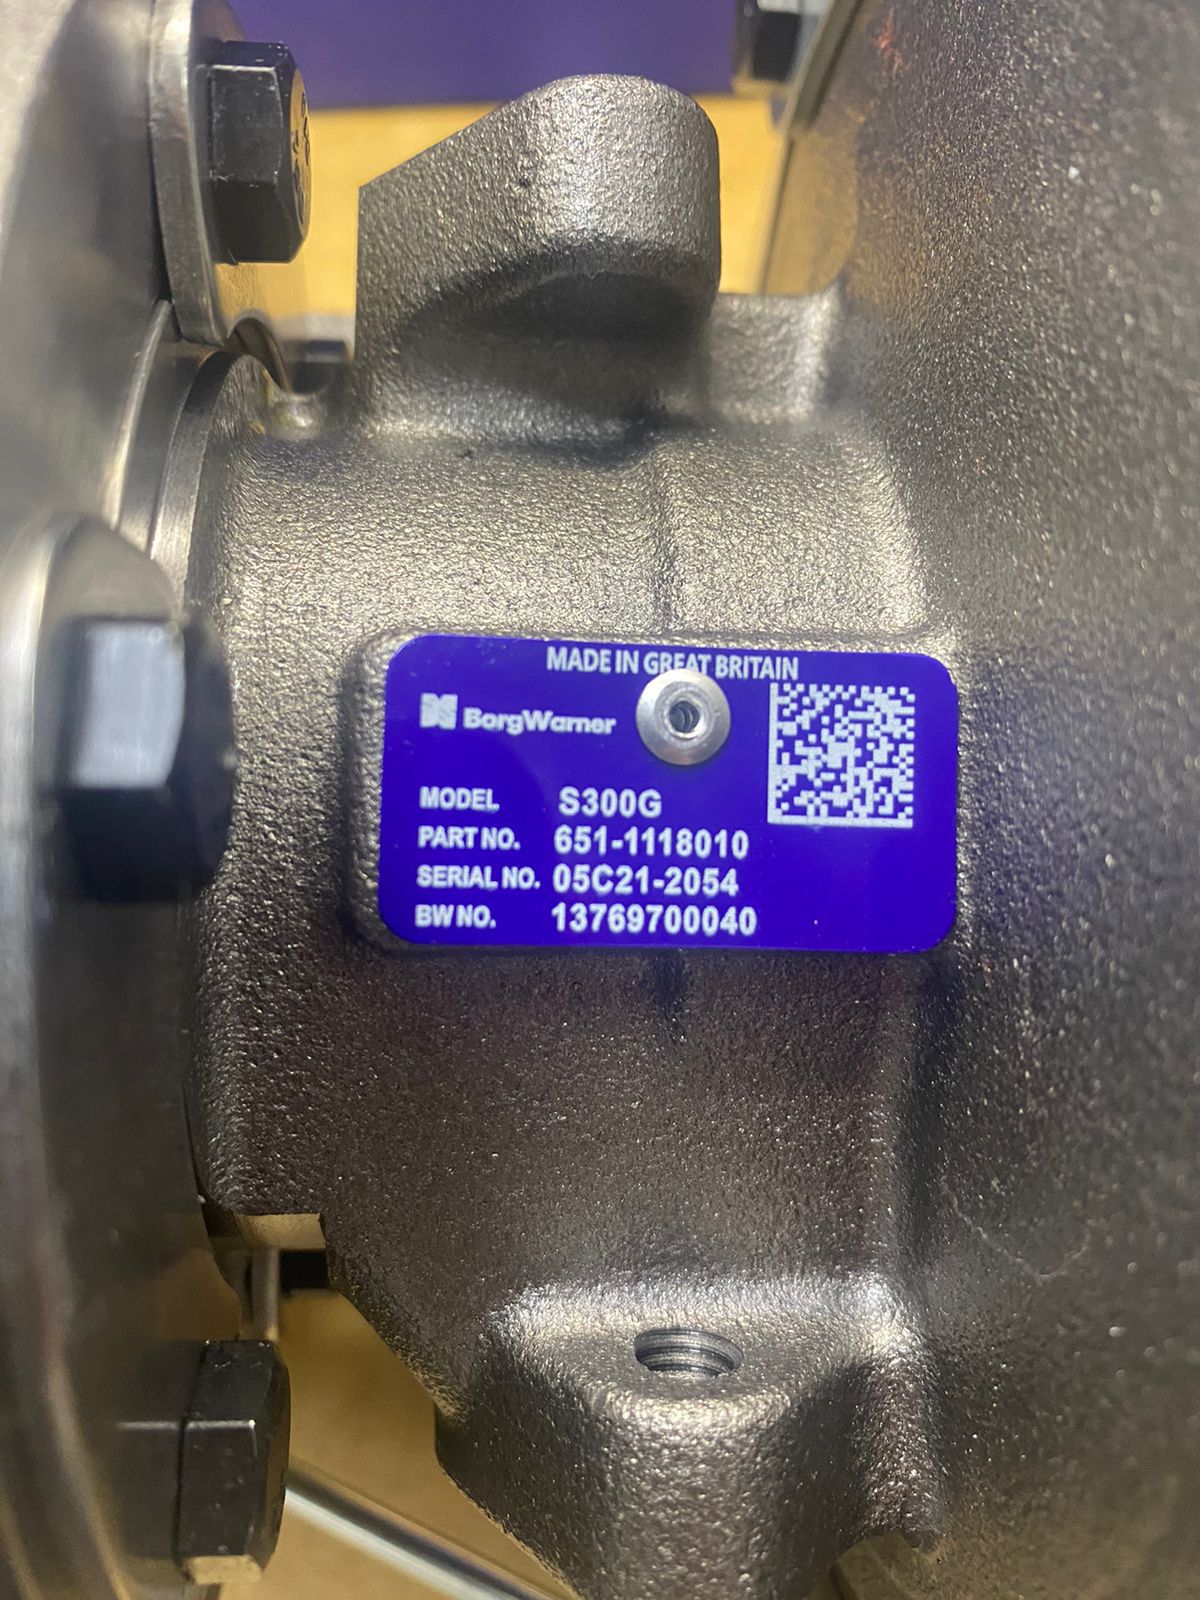 MADE IN GREAT BRITAIN
BorgWarner
MODEL S300G
PART NO. 651-1118010
SERIAL NO. 05C21-2054
BW NO. 13769700040